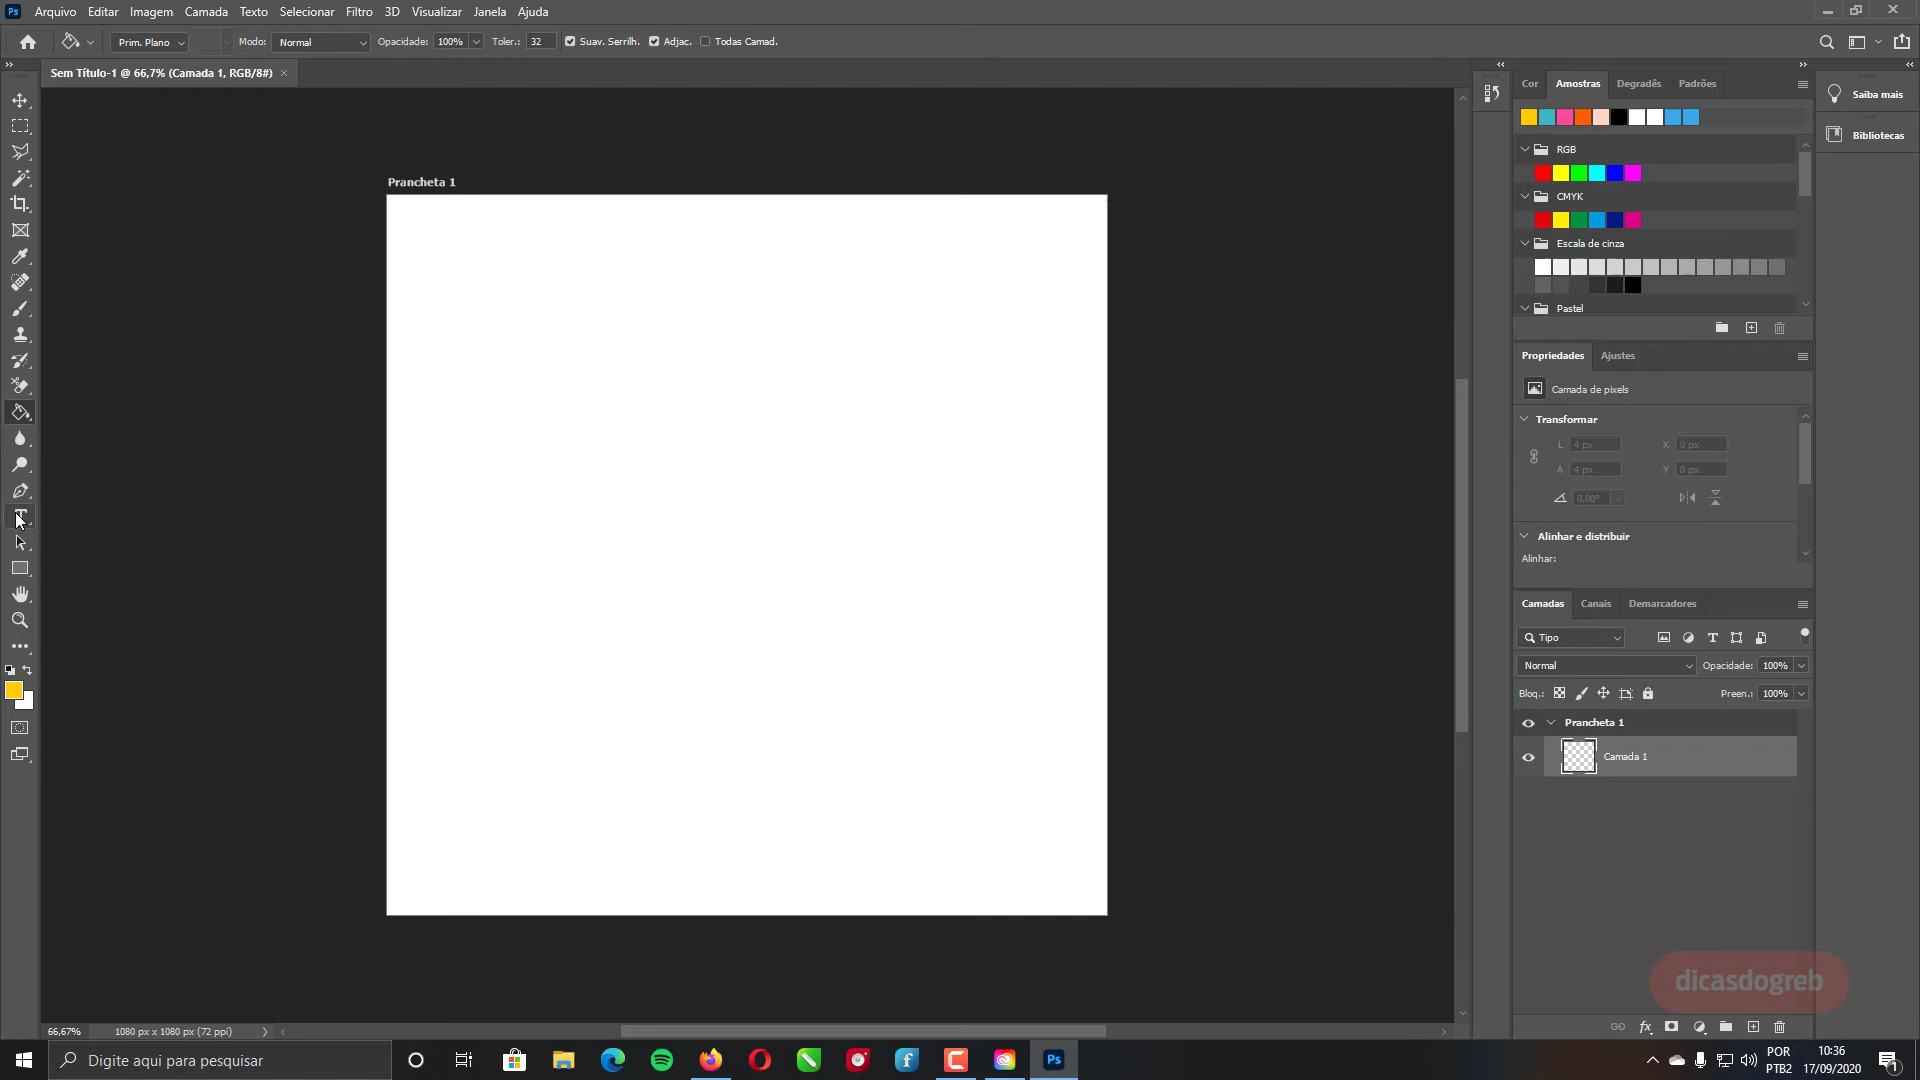 Ps Arquivo Editar Imagem Camada Texto Selecionar Filtro 3D Visualizar Janela Ajuda
Prim. Plano Modo: Normal Opacidade: 100% Toler.: 32 Suav. Serrilh. Adjac. Todas Camad.
Sem Título-1 @ 66,7% (Camada 1, RGB/8#)
Cor Amostras Degradês Padrões
Saiba mais
Bibliotecas
RGB
CMYK
Escala de cinza
Pastel
Prancheta 1
Propriedades Ajustes
Camada de pixels
Transformar
L 4 px X 0 px
A 4 px Y 0 px
0,00°
Alinhar e distribuir
Alinhar:
Camadas Canais Demarcadores
Tipo
Normal Opacidade: 100%
Bloq.: Preen.: 100%
Prancheta 1
Camada 1
dicasdogreb
66,67% 1080 px x 1080 px (72 ppi)
Digite aqui para pesquisar
Ps
POR
PTB2
10:36
17/09/2020
1